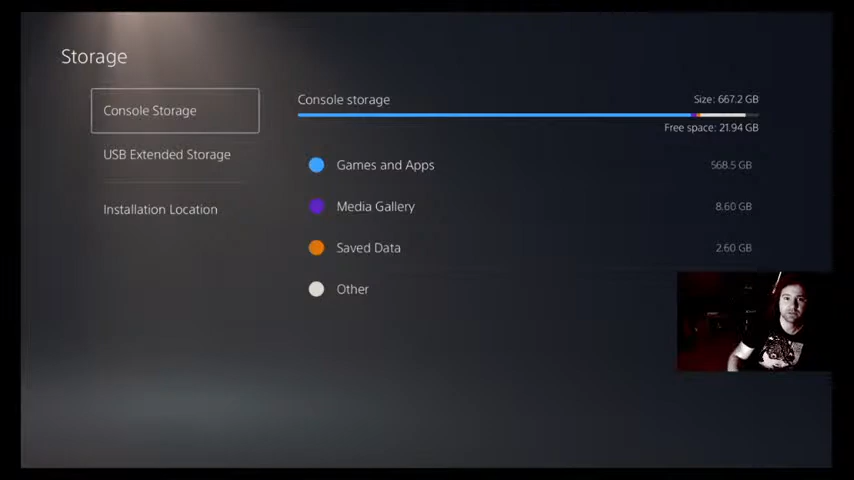 Storage
Console Storage
USB Extended Storage
Installation Location
Console storage
Size: 667.2 GB
Free space: 21.94 GB
Games and Apps
568.5 GB
Media Gallery
8.60 GB
Saved Data
2.60 GB
Other